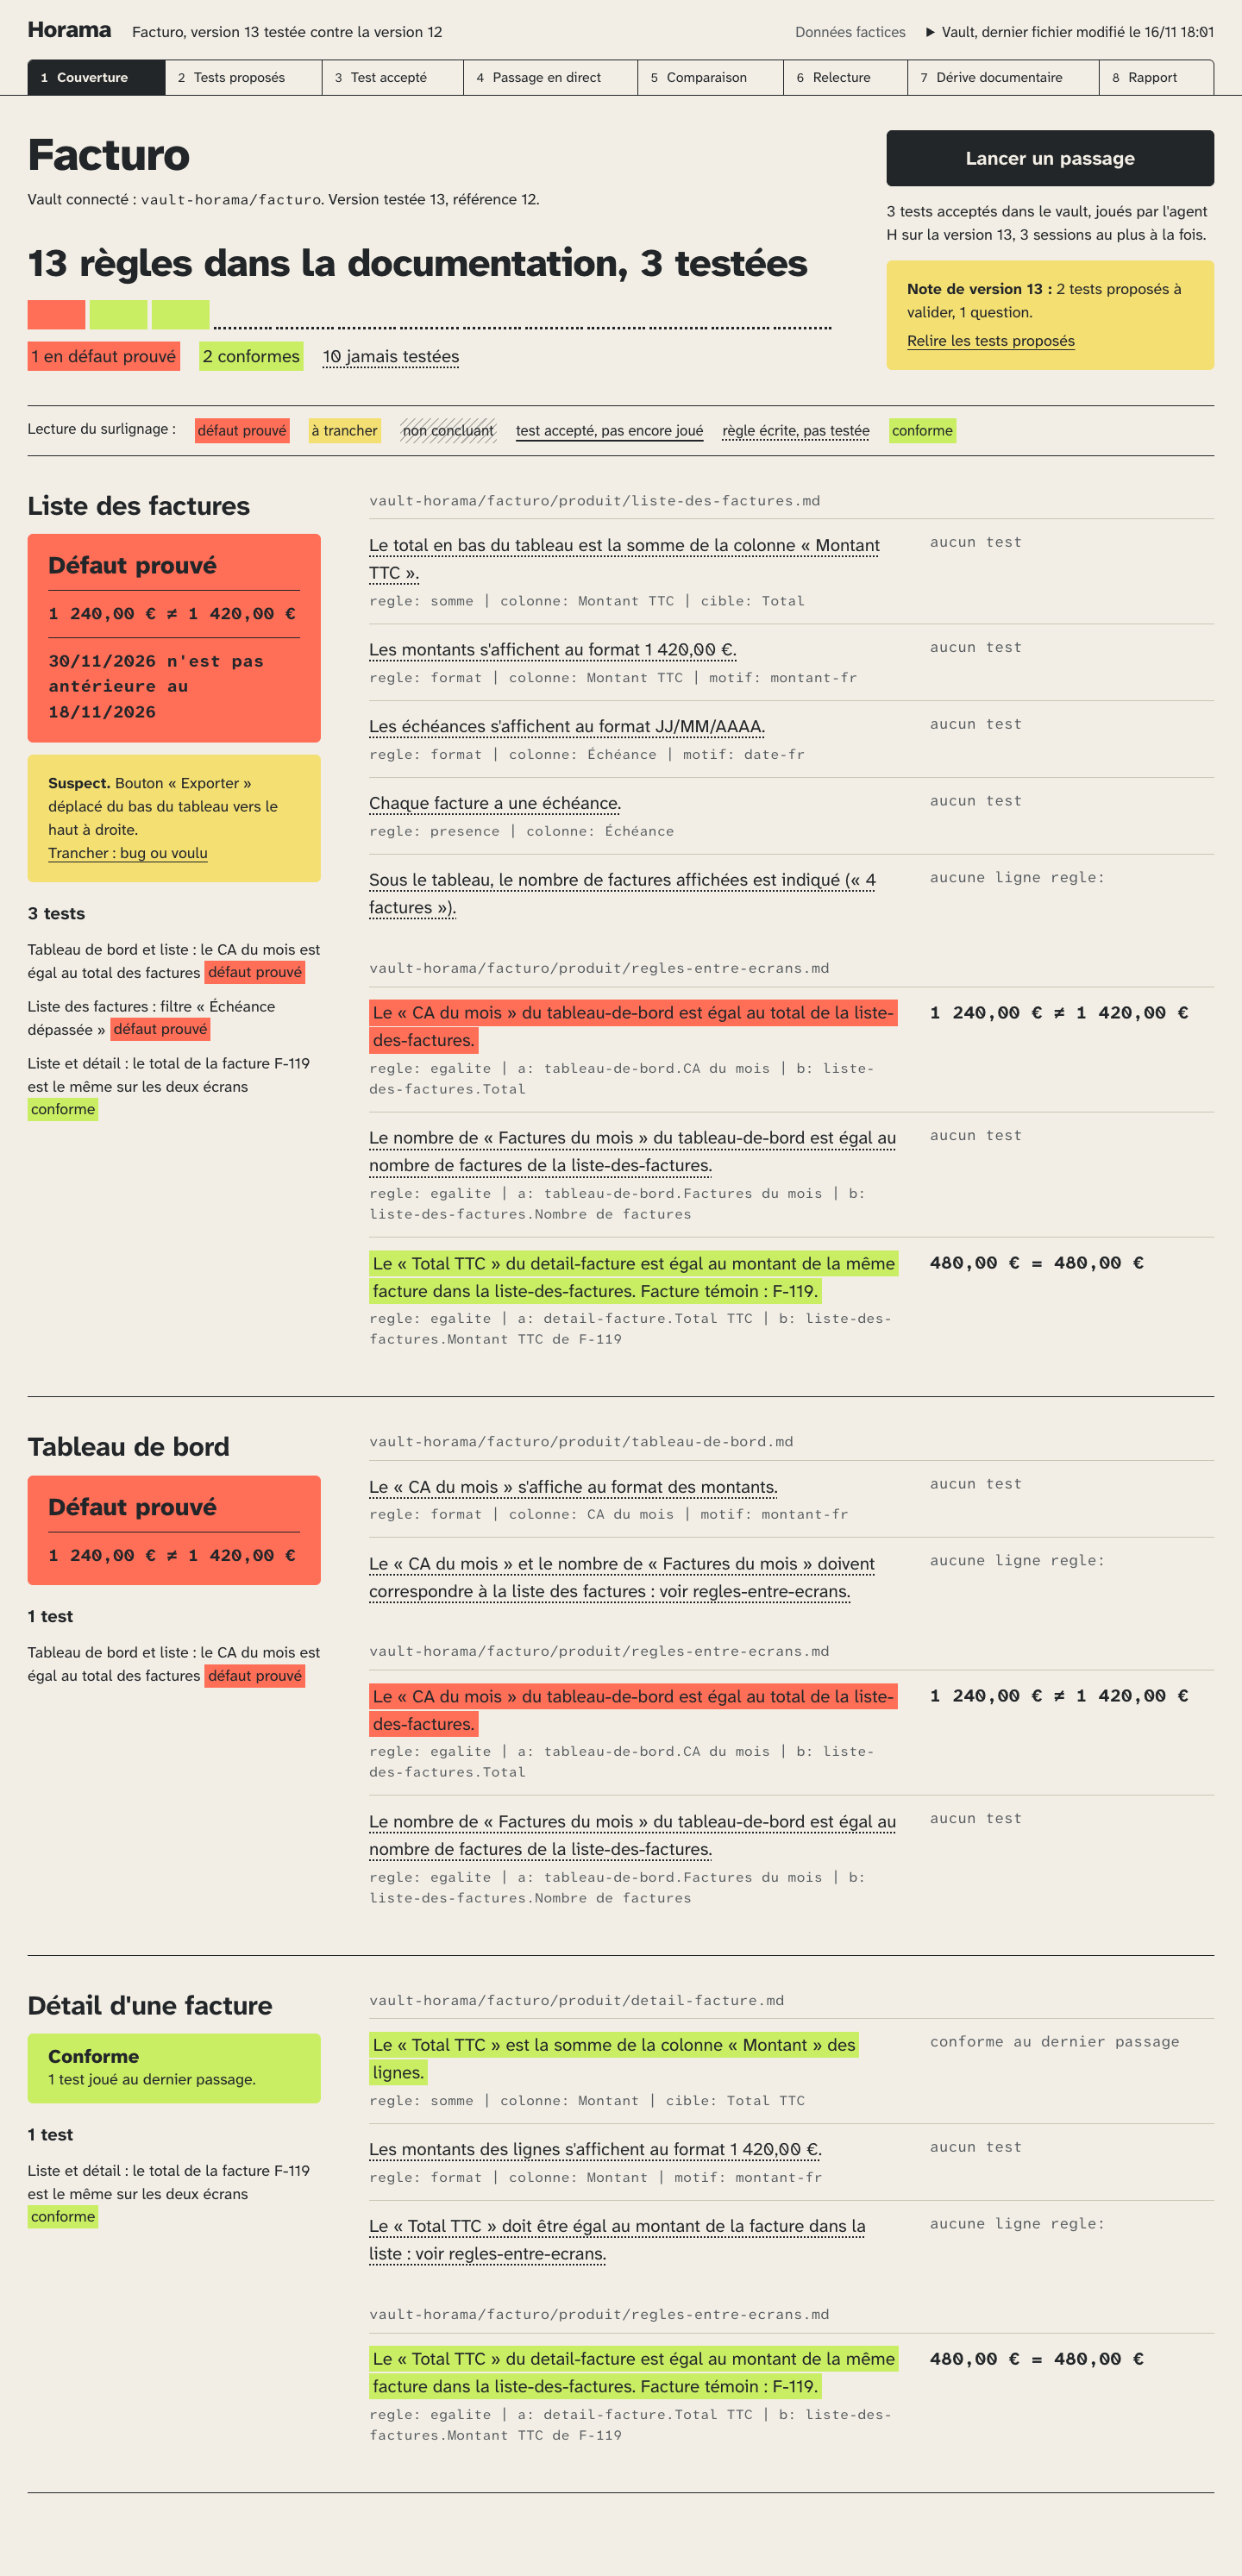 Horama Facturo, version 13 testée contre la version 12 Données factices ▶ Vault, dernier fichier modifié le 16/11 18:01
1 Couverture 2 Tests proposés 3 Test accepté 4 Passage en direct 5 Comparaison 6 Relecture 7 Dérive documentaire 8 Rapport
Facturo
Vault connecté : vault-horama/facturo. Version testée 13, référence 12.
13 règles dans la documentation, 3 testées
1 en défaut prouvé 2 conformes 10 jamais testées
Lancer un passage
3 tests acceptés dans le vault, joués par l'agent
H sur la version 13, 3 sessions au plus à la fois.
Note de version 13 : 2 tests proposés à
valider, 1 question.
Relire les tests proposés
Lecture du surlignage : défaut prouvé à trancher non concluant test accepté, pas encore joué règle écrite, pas testée conforme
Liste des factures
Défaut prouvé
1 240,00 € ≠ 1 420,00 €
30/11/2026 n'est pas
antérieure au
18/11/2026
Suspect. Bouton « Exporter »
déplacé du bas du tableau vers le
haut à droite.
Trancher : bug ou voulu
3 tests
Tableau de bord et liste : le CA du mois est
égal au total des factures défaut prouvé
Liste des factures : filtre « Échéance
dépassée » défaut prouvé
Liste et détail : le total de la facture F-119
est le même sur les deux écrans
conforme
vault-horama/facturo/produit/liste-des-factures.md
Le total en bas du tableau est la somme de la colonne « Montant
TTC ».
regle: somme | colonne: Montant TTC | cible: Total
aucun test
Les montants s'affichent au format 1 420,00 €.
regle: format | colonne: Montant TTC | motif: montant-fr
aucun test
Les échéances s'affichent au format JJ/MM/AAAA.
regle: format | colonne: Échéance | motif: date-fr
aucun test
Chaque facture a une échéance.
regle: presence | colonne: Échéance
aucun test
Sous le tableau, le nombre de factures affichées est indiqué (« 4
factures »).
aucune ligne regle:
vault-horama/facturo/produit/regles-entre-ecrans.md
Le « CA du mois » du tableau-de-bord est égal au total de la liste-
des-factures.
regle: egalite | a: tableau-de-bord.CA du mois | b: liste-
des-factures.Total
1 240,00 € ≠ 1 420,00 €
Le nombre de « Factures du mois » du tableau-de-bord est égal au
nombre de factures de la liste-des-factures.
regle: egalite | a: tableau-de-bord.Factures du mois | b:
liste-des-factures.Nombre de factures
aucun test
Le « Total TTC » du detail-facture est égal au montant de la même
facture dans la liste-des-factures. Facture témoin : F-119.
regle: egalite | a: detail-facture.Total TTC | b: liste-des-
factures.Montant TTC de F-119
480,00 € = 480,00 €
Tableau de bord
Défaut prouvé
1 240,00 € ≠ 1 420,00 €
1 test
Tableau de bord et liste : le CA du mois est
égal au total des factures défaut prouvé
vault-horama/facturo/produit/tableau-de-bord.md
Le « CA du mois » s'affiche au format des montants.
regle: format | colonne: CA du mois | motif: montant-fr
aucun test
Le « CA du mois » et le nombre de « Factures du mois » doivent
correspondre à la liste des factures : voir regles-entre-ecrans.
aucune ligne regle:
vault-horama/facturo/produit/regles-entre-ecrans.md
Le « CA du mois » du tableau-de-bord est égal au total de la liste-
des-factures.
regle: egalite | a: tableau-de-bord.CA du mois | b: liste-
des-factures.Total
1 240,00 € ≠ 1 420,00 €
Le nombre de « Factures du mois » du tableau-de-bord est égal au
nombre de factures de la liste-des-factures.
regle: egalite | a: tableau-de-bord.Factures du mois | b:
liste-des-factures.Nombre de factures
aucun test
Détail d'une facture
Conforme
1 test joué au dernier passage.
1 test
Liste et détail : le total de la facture F-119
est le même sur les deux écrans
conforme
vault-horama/facturo/produit/detail-facture.md
Le « Total TTC » est la somme de la colonne « Montant » des
lignes.
regle: somme | colonne: Montant | cible: Total TTC
conforme au dernier passage
Les montants des lignes s'affichent au format 1 420,00 €.
regle: format | colonne: Montant | motif: montant-fr
aucun test
Le « Total TTC » doit être égal au montant de la facture dans la
liste : voir regles-entre-ecrans.
aucune ligne regle:
vault-horama/facturo/produit/regles-entre-ecrans.md
Le « Total TTC » du detail-facture est égal au montant de la même
facture dans la liste-des-factures. Facture témoin : F-119.
regle: egalite | a: detail-facture.Total TTC | b: liste-des-
factures.Montant TTC de F-119
480,00 € = 480,00 €